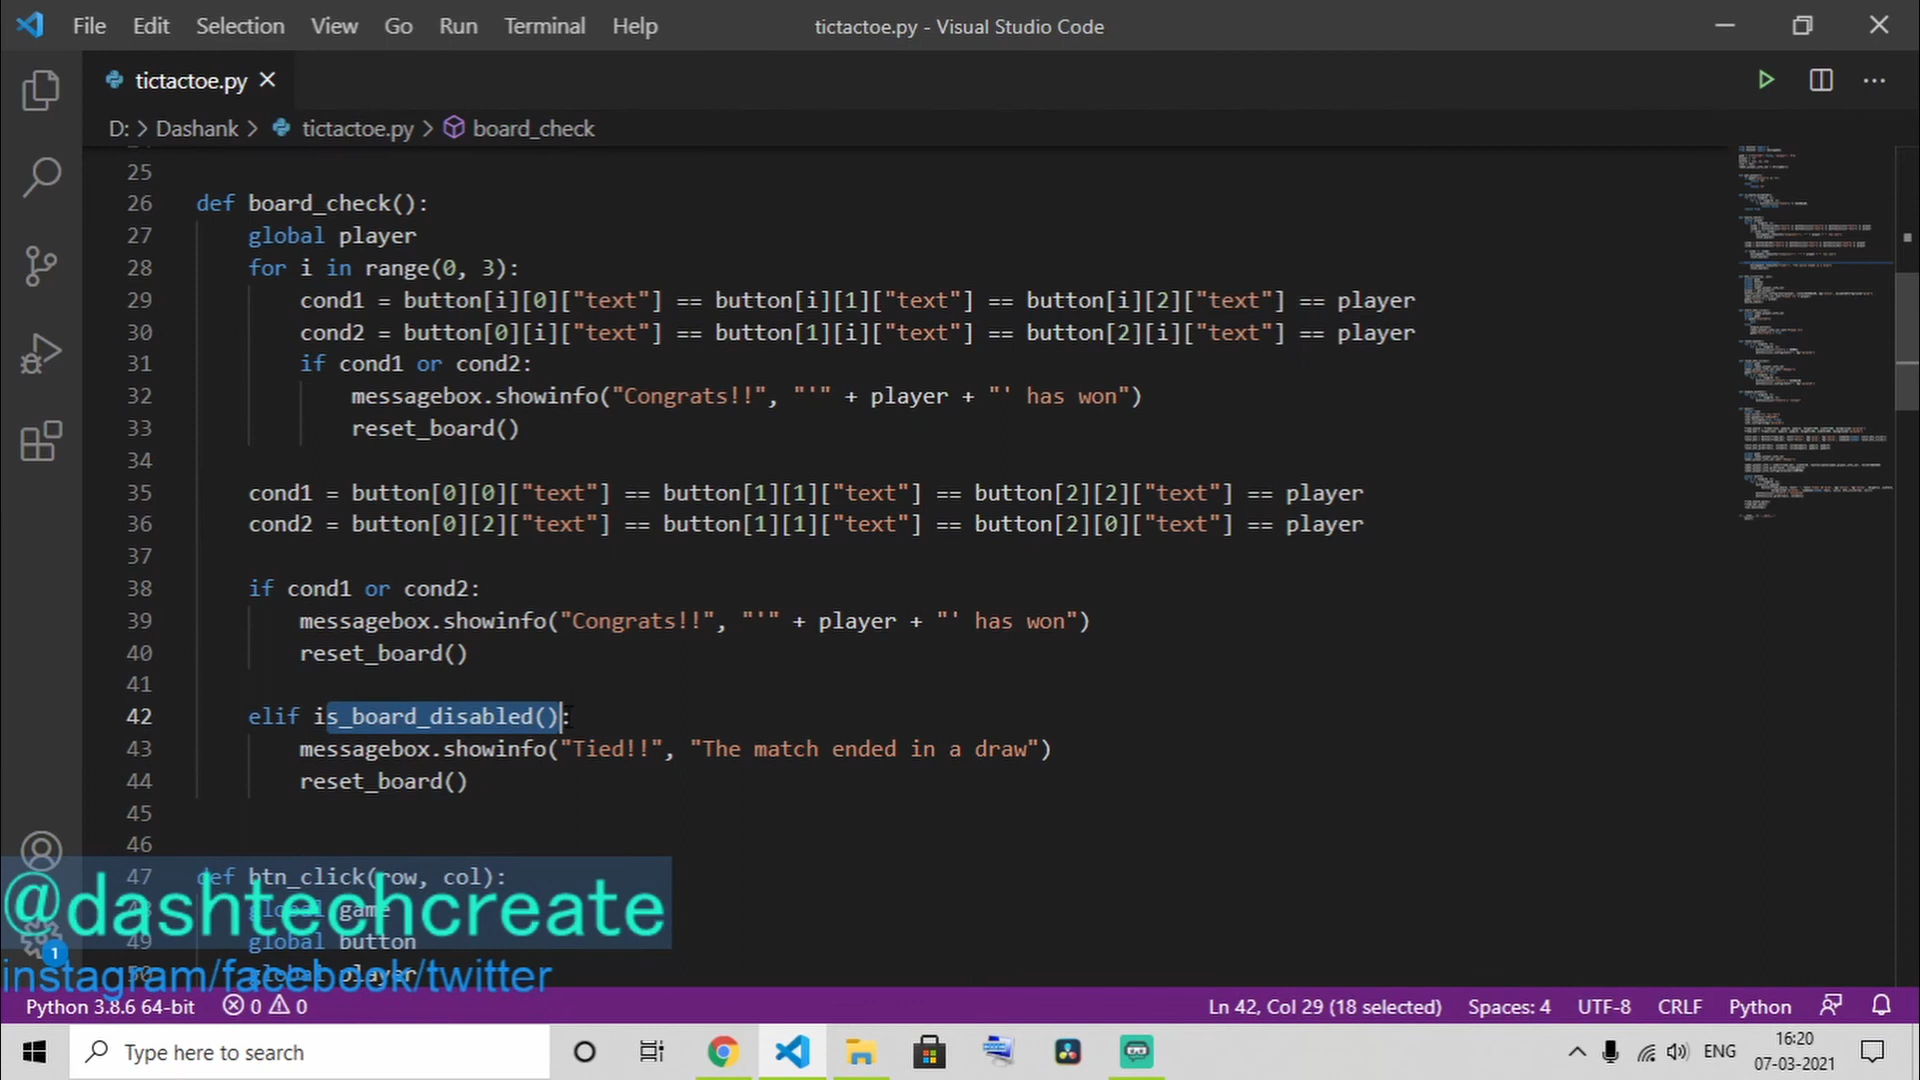 File Edit Selection View Go Run Terminal Help tictactoe.py - Visual Studio Code
tictactoe.py
D: > Dashank > tictactoe.py > board_check
25
26 def board_check():
27 global player
28 for i in range(0, 3):
29 cond1 = button[i][0]["text"] == button[i][1]["text"] == button[i][2]["text"] == player
30 cond2 = button[0][i]["text"] == button[1][i]["text"] == button[2][i]["text"] == player
31 if cond1 or cond2:
32 messagebox.showinfo("Congrats!!", "'" + player + "' has won")
33 reset_board()
34
35 cond1 = button[0][0]["text"] == button[1][1]["text"] == button[2][2]["text"] == player
36 cond2 = button[0][2]["text"] == button[1][1]["text"] == button[2][0]["text"] == player
37
38 if cond1 or cond2:
39 messagebox.showinfo("Congrats!!", "'" + player + "' has won")
40 reset_board()
41
42 elif is_board_disabled():
43 messagebox.showinfo("Tied!!", "The match ended in a draw")
44 reset_board()
45
46
47 def btn_click(row, col):
48 global game
@dashtechcreate
49 global button
50 global player
instagram/facebook/twitter
1
Python 3.8.6 64-bit 0 0 Ln 42, Col 29 (18 selected) Spaces: 4 UTF-8 CRLF Python
Type here to search ENG 16:20
07-03-2021